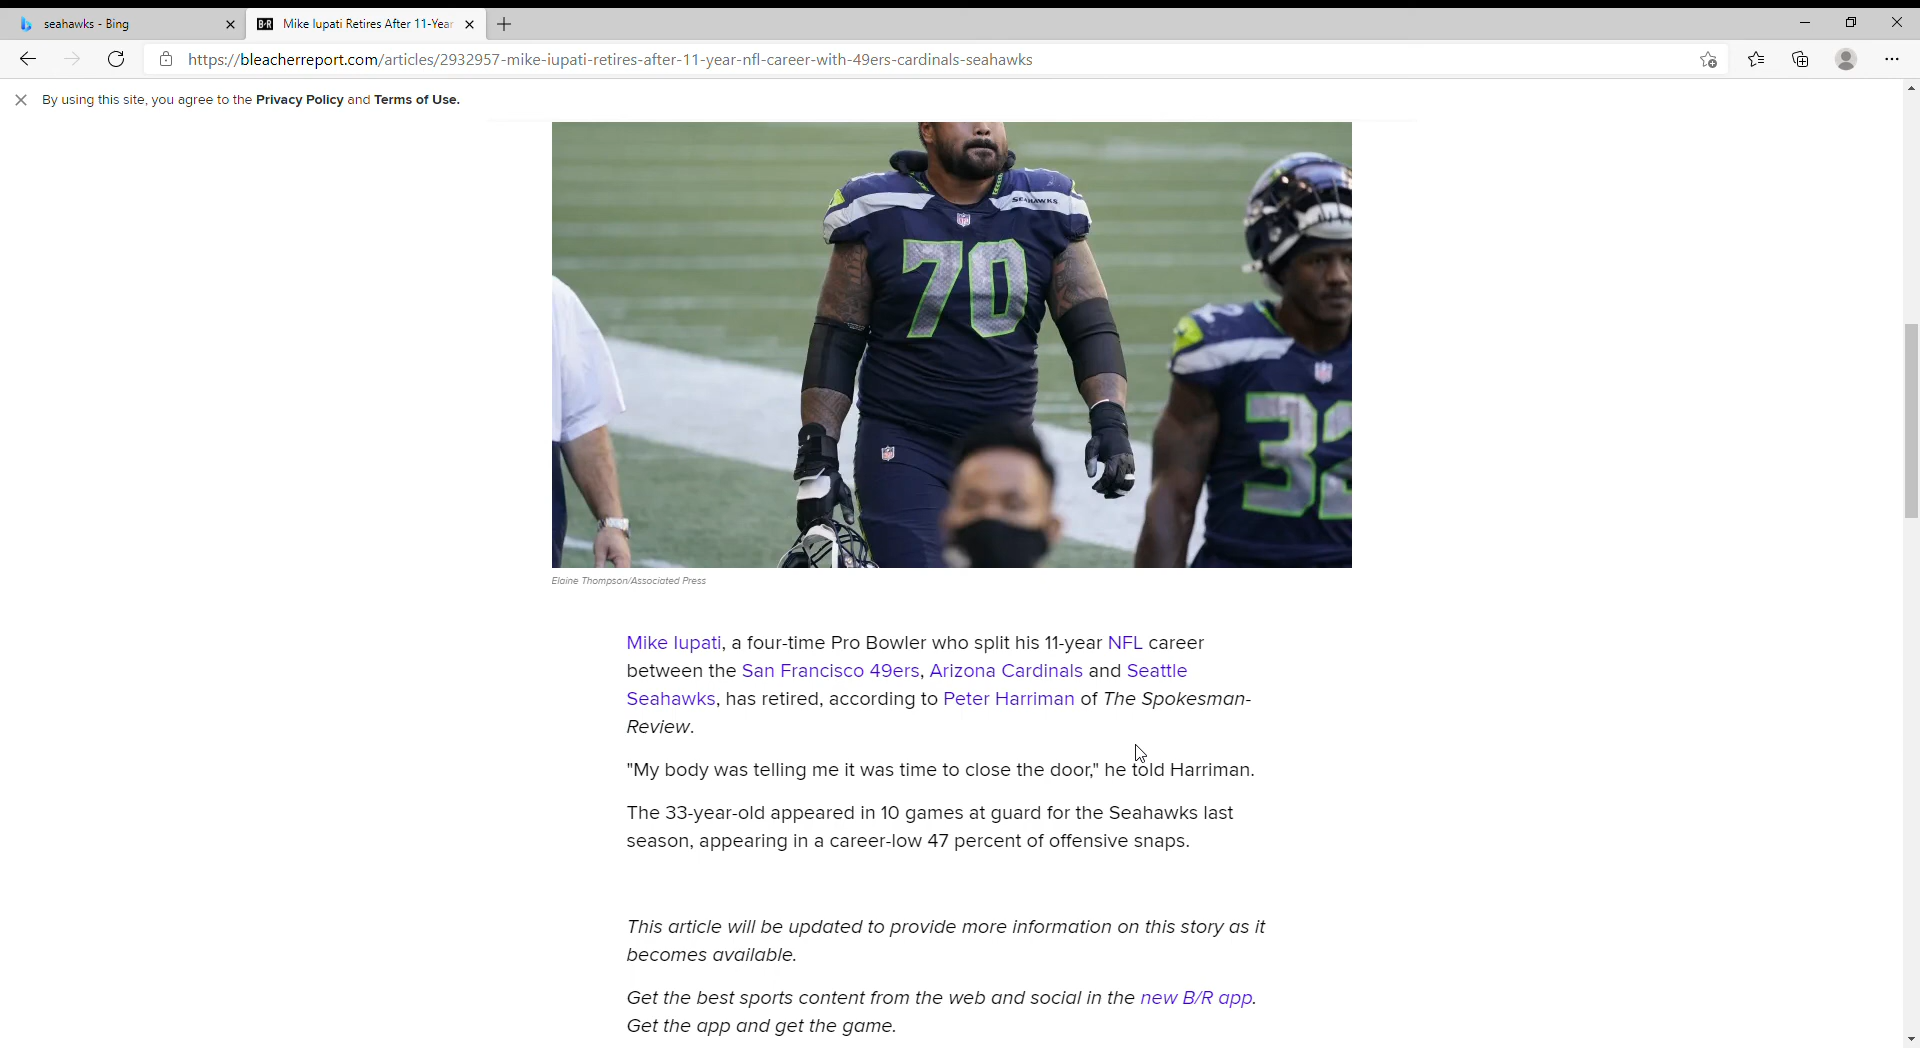 seahawks - Bing
B/R Mike Iupati Retires After 11-Year
https://bleacherreport.com/articles/2932957-mike-iupati-retires-after-11-year-nfl-career-with-49ers-cardinals-seahawks
By using this site, you agree to the Privacy Policy and Terms of Use.
SEAHAWKS
NFL
70
NFL
32
NFL
32
Elaine Thompson/Associated Press
Mike Iupati, a four-time Pro Bowler who split his 11-year NFL career
between the San Francisco 49ers, Arizona Cardinals and Seattle
Seahawks, has retired, according to Peter Harriman of The Spokesman-
Review.
"My body was telling me it was time to close the door," he told Harriman.
The 33-year-old appeared in 10 games at guard for the Seahawks last
season, appearing in a career-low 47 percent of offensive snaps.
This article will be updated to provide more information on this story as it
becomes available.
Get the best sports content from the web and social in the new B/R app.
Get the app and get the game.